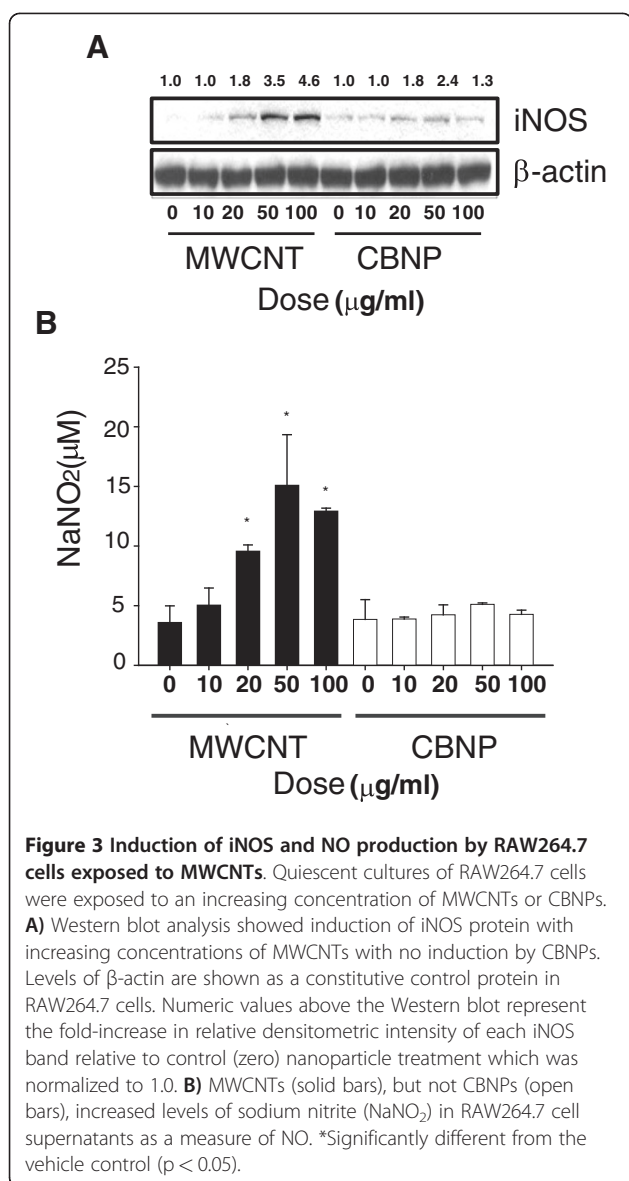 A
1.0 1.0 1.8 3.5 4.6 1.0 1.0 1.8 2.4 1.3
iNOS
β-actin
0 10 20 50 100 0 10 20 50 100
MWCNT CBNP
Dose (μg/ml)
B
25
20
15
10
5
0
NaNO2(μM)
* * *
0 10 20 50 100 0 10 20 50 100
MWCNT CBNP
Dose (μg/ml)
Figure 3 Induction of iNOS and NO production by RAW264.7
cells exposed to MWCNTs. Quiescent cultures of RAW264.7 cells
were exposed to an increasing concentration of MWCNTs or CBNPs.
A) Western blot analysis showed induction of iNOS protein with
increasing concentrations of MWCNTs with no induction by CBNPs.
Levels of β-actin are shown as a constitutive control protein in
RAW264.7 cells. Numeric values above the Western blot represent
the fold-increase in relative densitometric intensity of each iNOS
band relative to control (zero) nanoparticle treatment which was
normalized to 1.0. B) MWCNTs (solid bars), but not CBNPs (open
bars), increased levels of sodium nitrite (NaNO₂) in RAW264.7 cell
supernatants as a measure of NO. *Significantly different from the
vehicle control (p < 0.05).